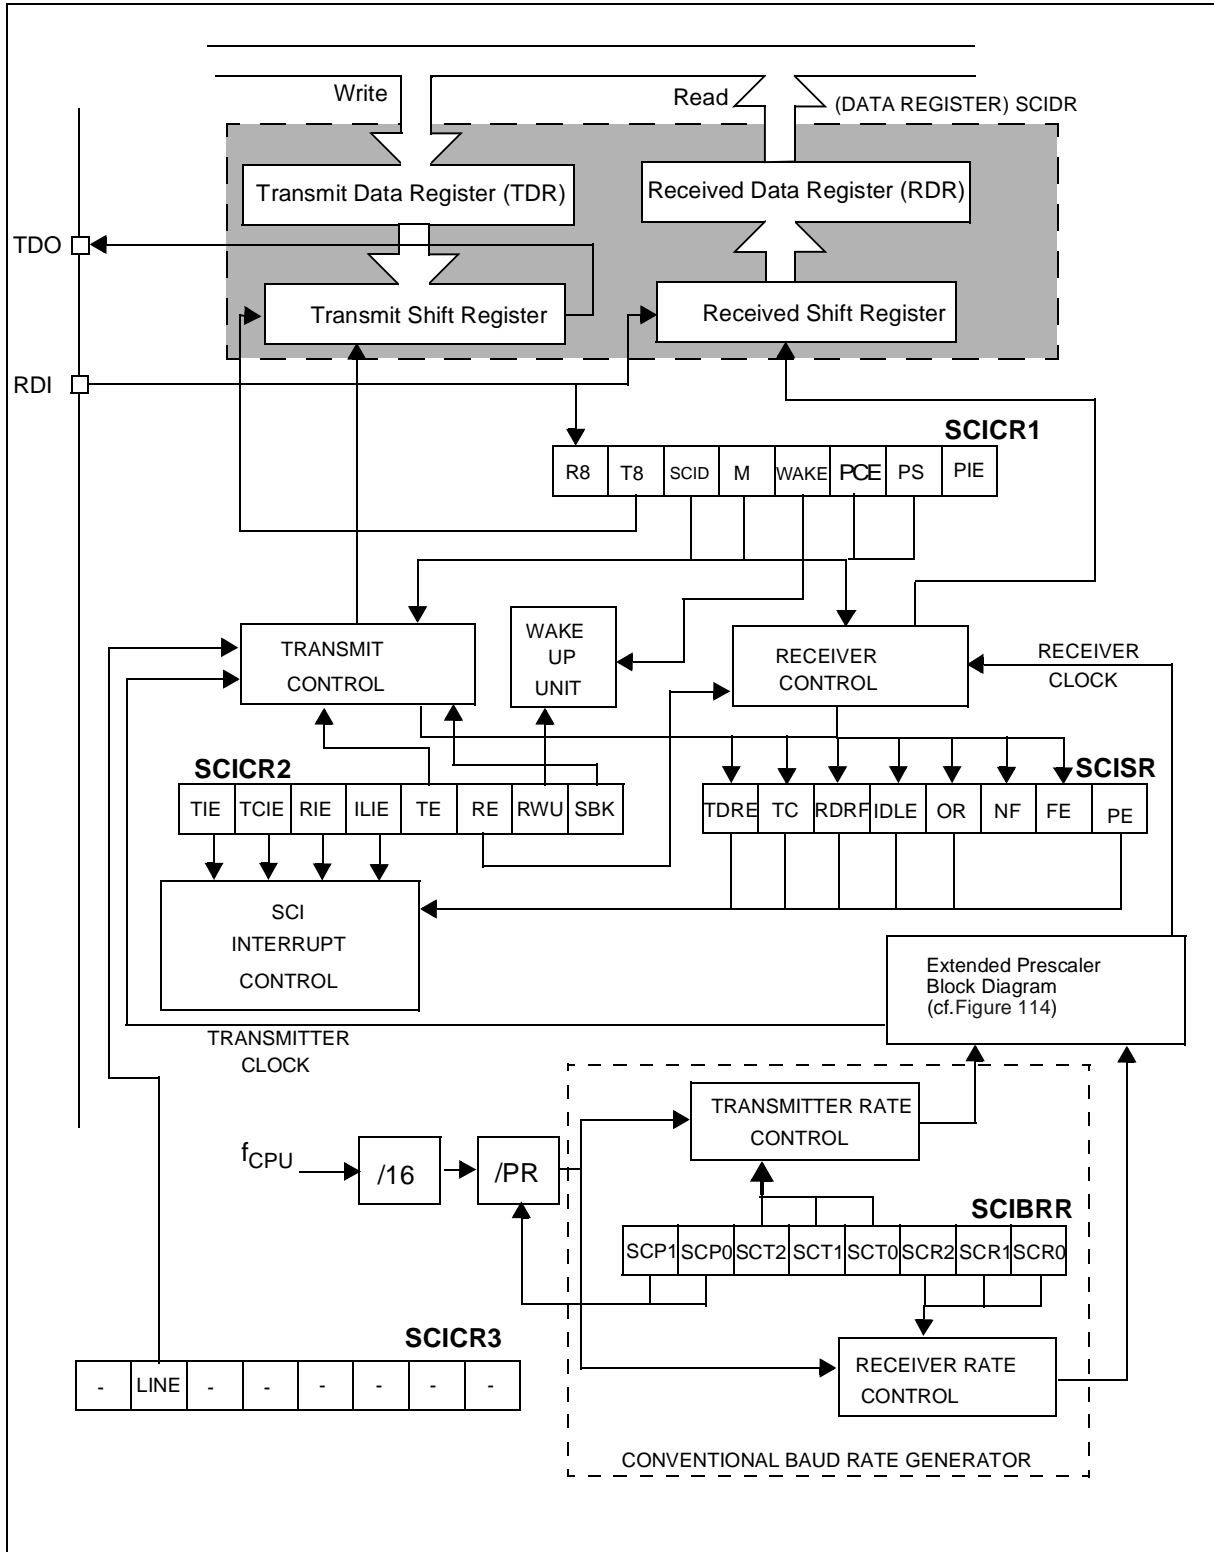 Write
Read
(DATA REGISTER) SCIDR
Transmit Data Register (TDR)
Received Data Register (RDR)
TDO
Transmit Shift Register
Received Shift Register
RDI
SCICR1
R8 T8 SCID M WAKE PCE PS PIE
TRANSMIT
CONTROL
WAKE
UP
UNIT
RECEIVER
CONTROL
RECEIVER
CLOCK
SCICR2
TIE TCIE RIE ILIE TE RE RWU SBK
SCISR
TDRE TC RDRF IDLE OR NF FE PE
SCI
INTERRUPT
CONTROL
Extended Prescaler
Block Diagram
(cf.Figure 114)
TRANSMITTER
CLOCK
TRANSMITTER RATE
CONTROL
fCPU
/16
/PR
SCIBRR
SCP1 SCP0 SCT2 SCT1 SCT0 SCR2 SCR1 SCR0
SCICR3
- LINE - - - - - -
RECEIVER RATE
CONTROL
CONVENTIONAL BAUD RATE GENERATOR